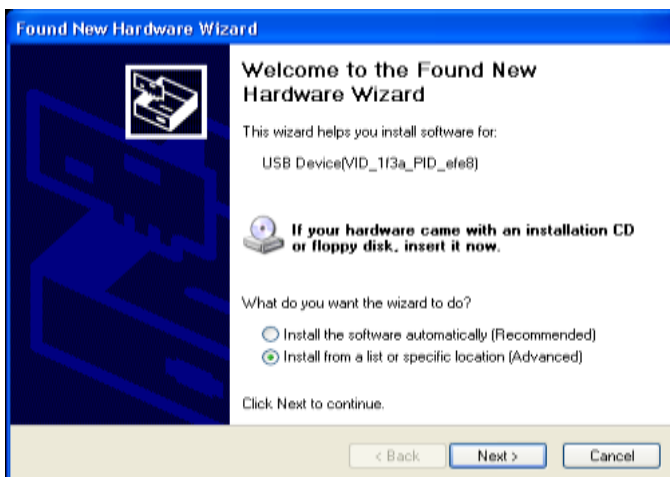 Found New Hardware Wizard
Welcome to the Found New
Hardware Wizard
This wizard helps you install software for:
USB Device(VID_1f3a_PID_efe8)
If your hardware came with an installation CD
or floppy disk, insert it now.
What do you want the wizard to do?
Install the software automatically (Recommended)
Install from a list or specific location (Advanced)
Click Next to continue.
< Back
Next >
Cancel